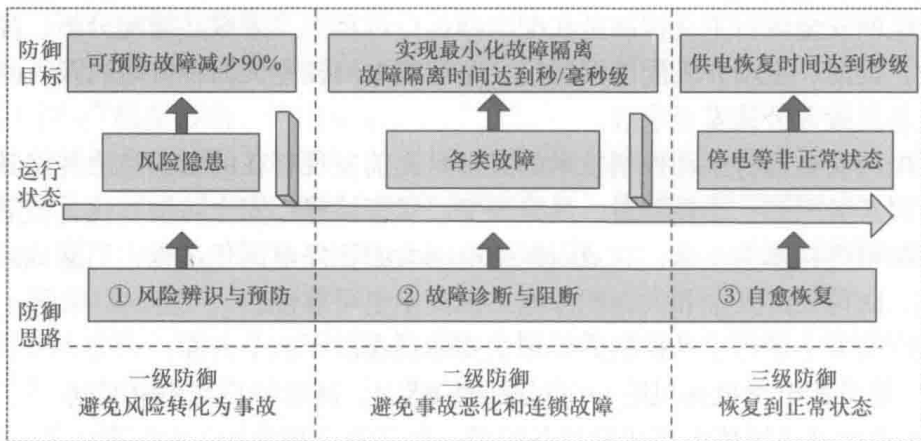 防御
目标
可预防故障减少90%
实现最小化故障隔离
故障隔离时间达到秒/毫秒级
供电恢复时间达到秒级
运行
状态
风险隐患
各类故障
停电等非正常状态
防御
思路
① 风险辨识与预防
② 故障诊断与阻断
③ 自愈恢复
一级防御
避免风险转化为事故
二级防御
避免事故恶化和连锁故障
三级防御
恢复到正常状态